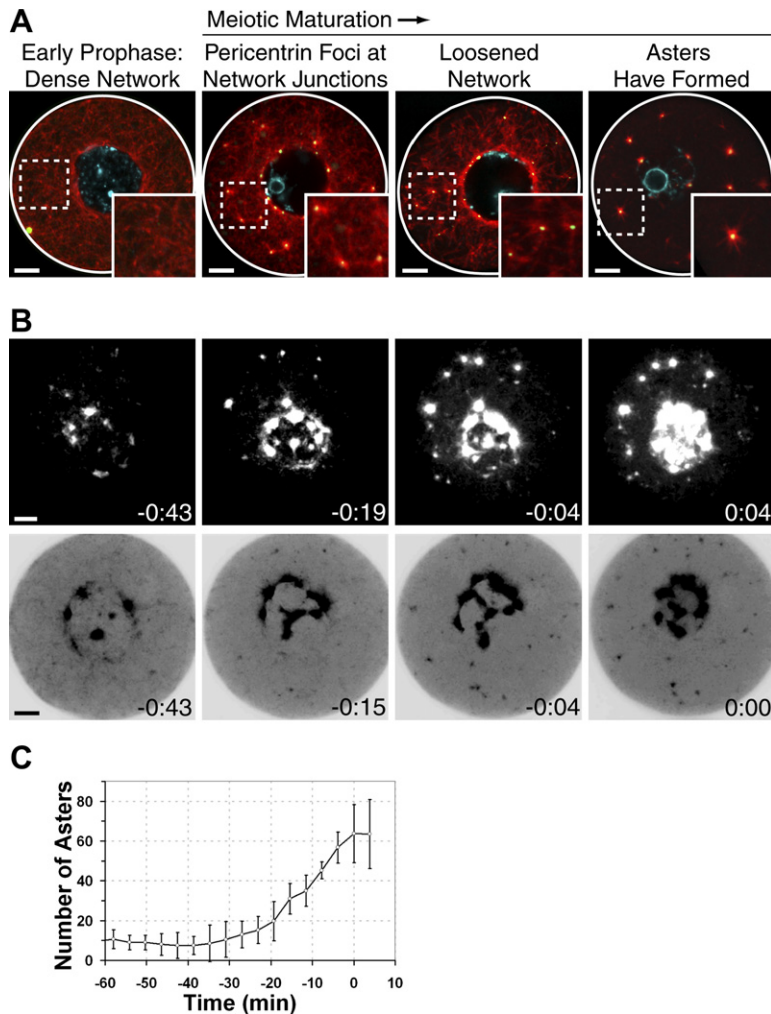 A
Meiotic Maturation →
Early Prophase:
Dense Network
Pericentrin Foci at
Network Junctions
Loosened
Network
Asters
Have Formed
B
-0:43
-0:19
-0:04
0:04
-0:43
-0:15
-0:04
0:00
C
Number of Asters
80
60
40
20
0
-60 -50 -40 -30 -20 -10 0 10
Time (min)